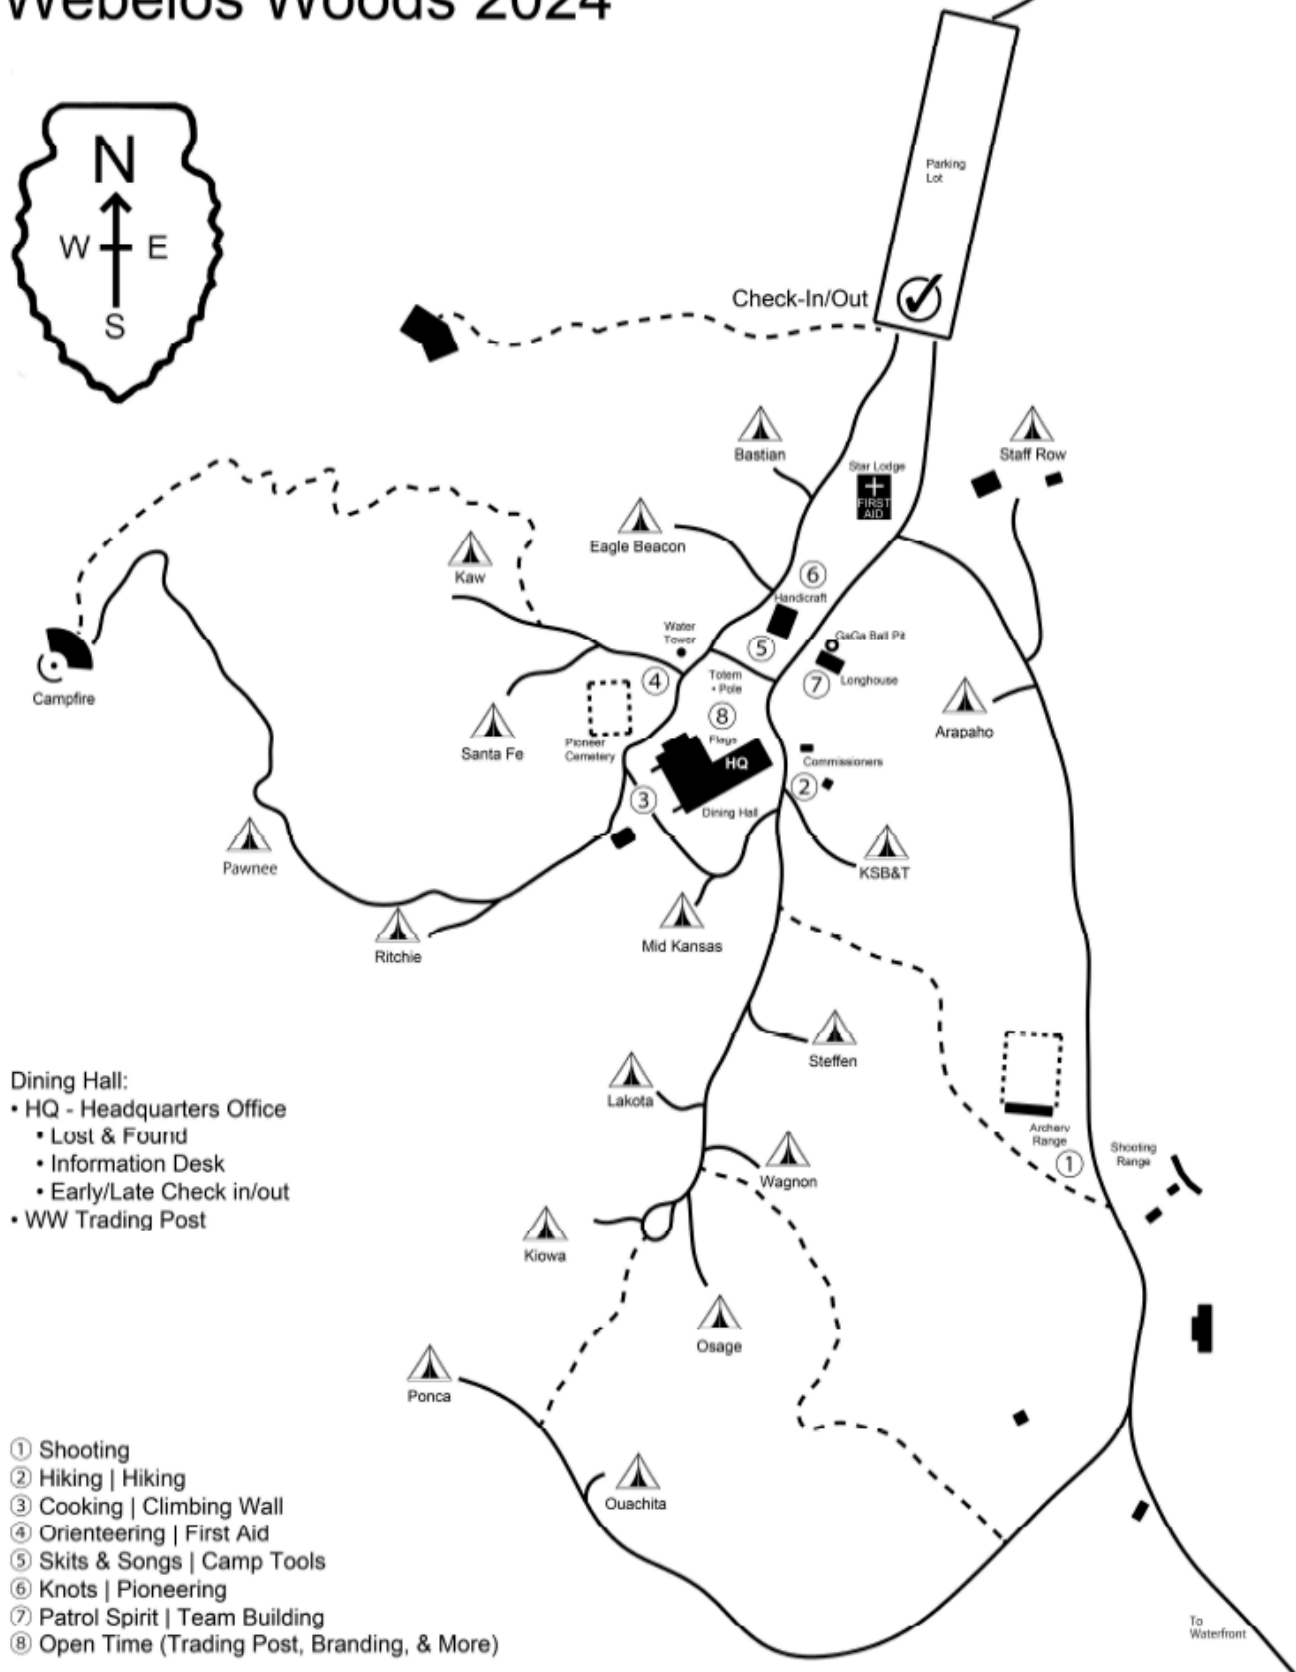 Webelos Woods 2024
N
W E
S
Parking
Lot
Check-In/Out
Bastian
Staff Row
Star Lodge
FIRST
AID
Eagle Beacon
Kaw
⑥
Handicraft
Water
Tower
GaGa Ball Pit
⑤
④
Totem
• Pole
⑦
Longhouse
Campfire
⑧
Arapaho
Flags
Santa Fe
Pioneer
Cemetery
HQ
Commissioners
②
③
Dining Hall
Pawnee
KSB&T
Mid Kansas
Ritchie
Steffen
Lakota
Archery
Range
①
Shooting
Range
Wagnon
Kiowa
Osage
Ponca
Ouachita
To
Waterfront
Dining Hall:
• HQ - Headquarters Office
• Lost & Found
• Information Desk
• Early/Late Check in/out
• WW Trading Post
① Shooting
② Hiking | Hiking
③ Cooking | Climbing Wall
④ Orienteering | First Aid
⑤ Skits & Songs | Camp Tools
⑥ Knots | Pioneering
⑦ Patrol Spirit | Team Building
⑧ Open Time (Trading Post, Branding, & More)